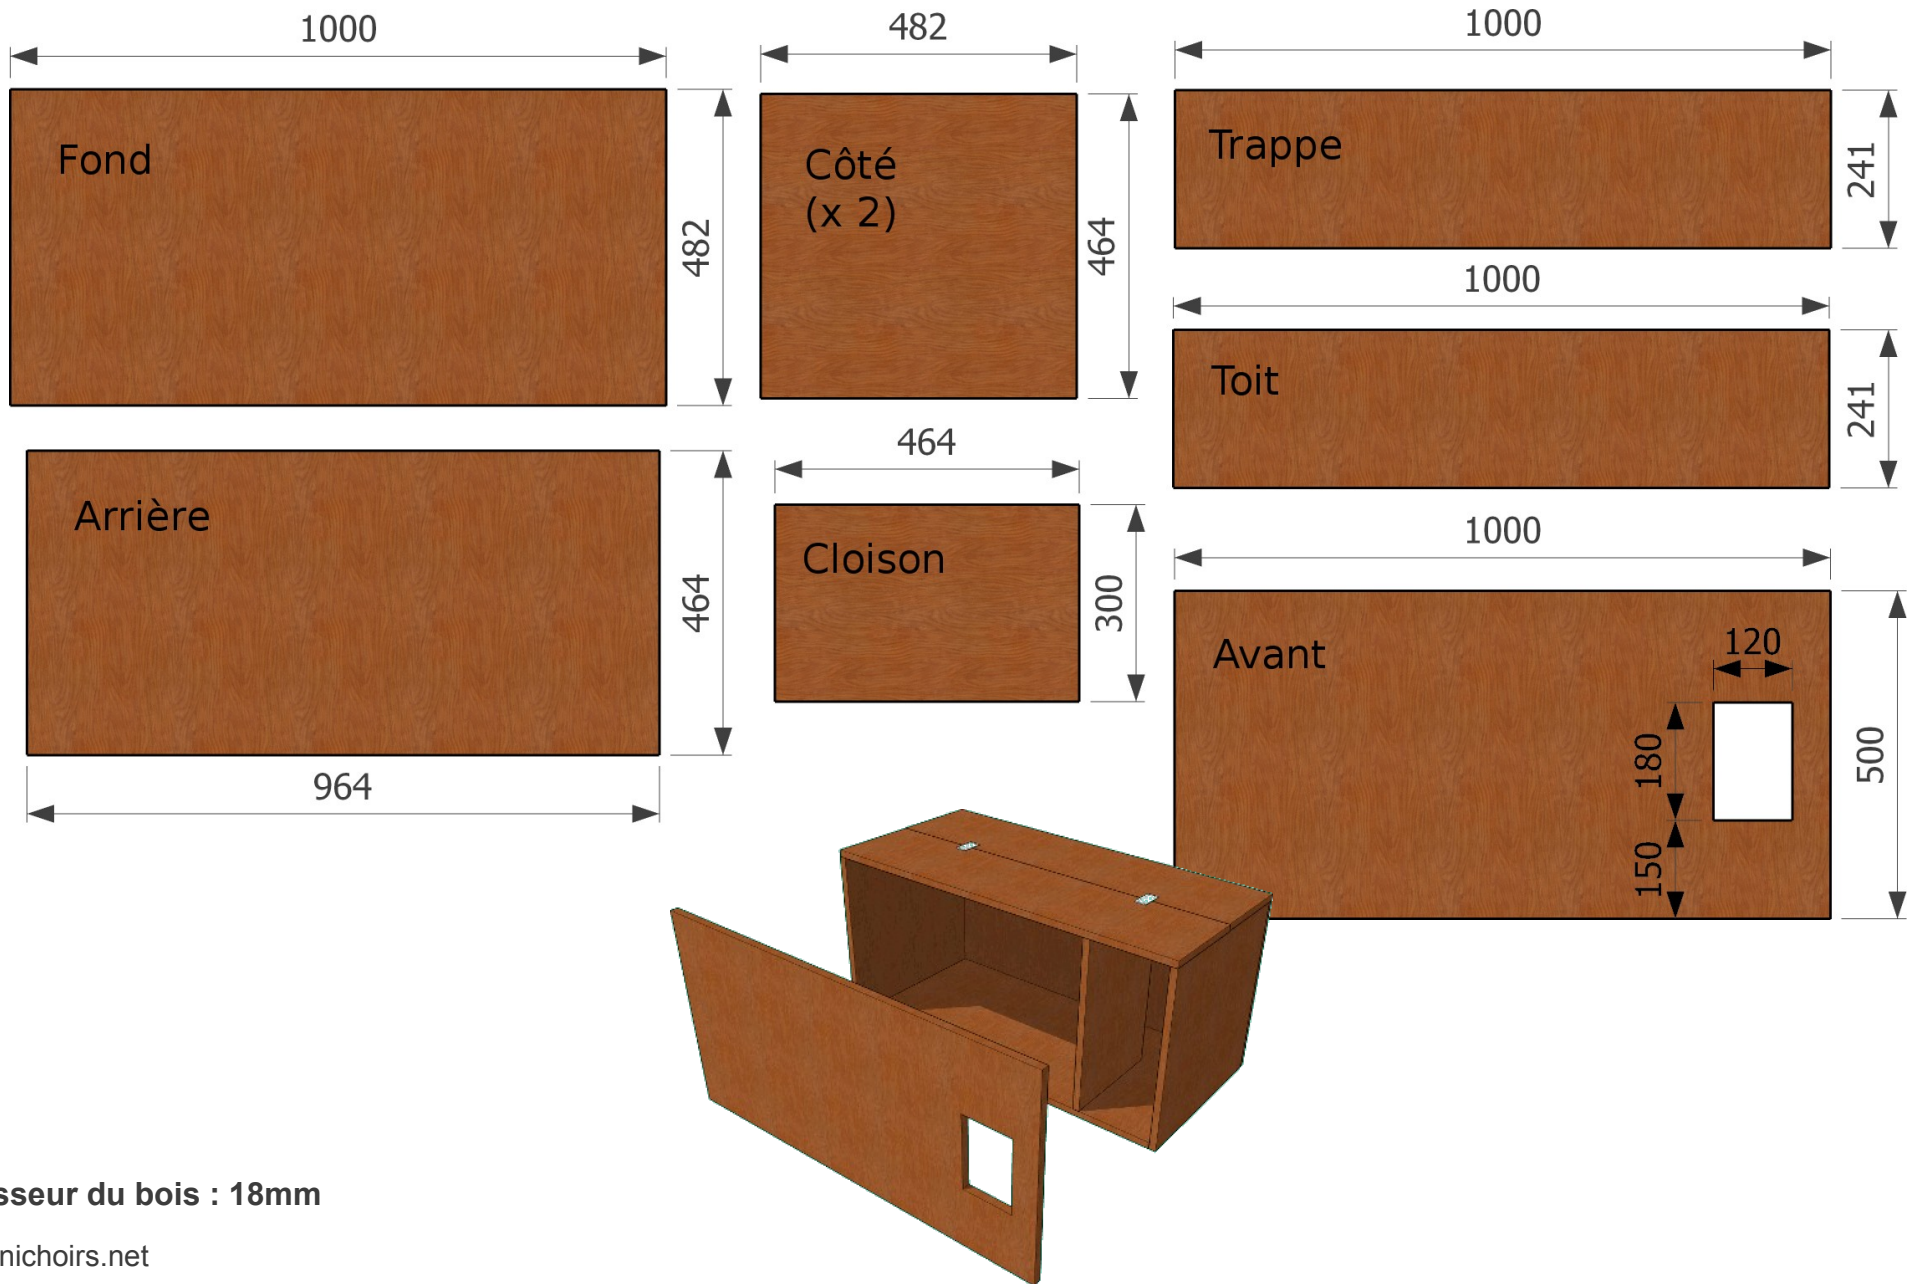 1000
482
1000
Fond
482
Côté
(x 2)
464
Trappe
241
1000
Toit
241
Arrière
464
964
464
Cloison
300
1000
Avant
120
180
150
500
sseur du bois : 18mm
nichoirs.net